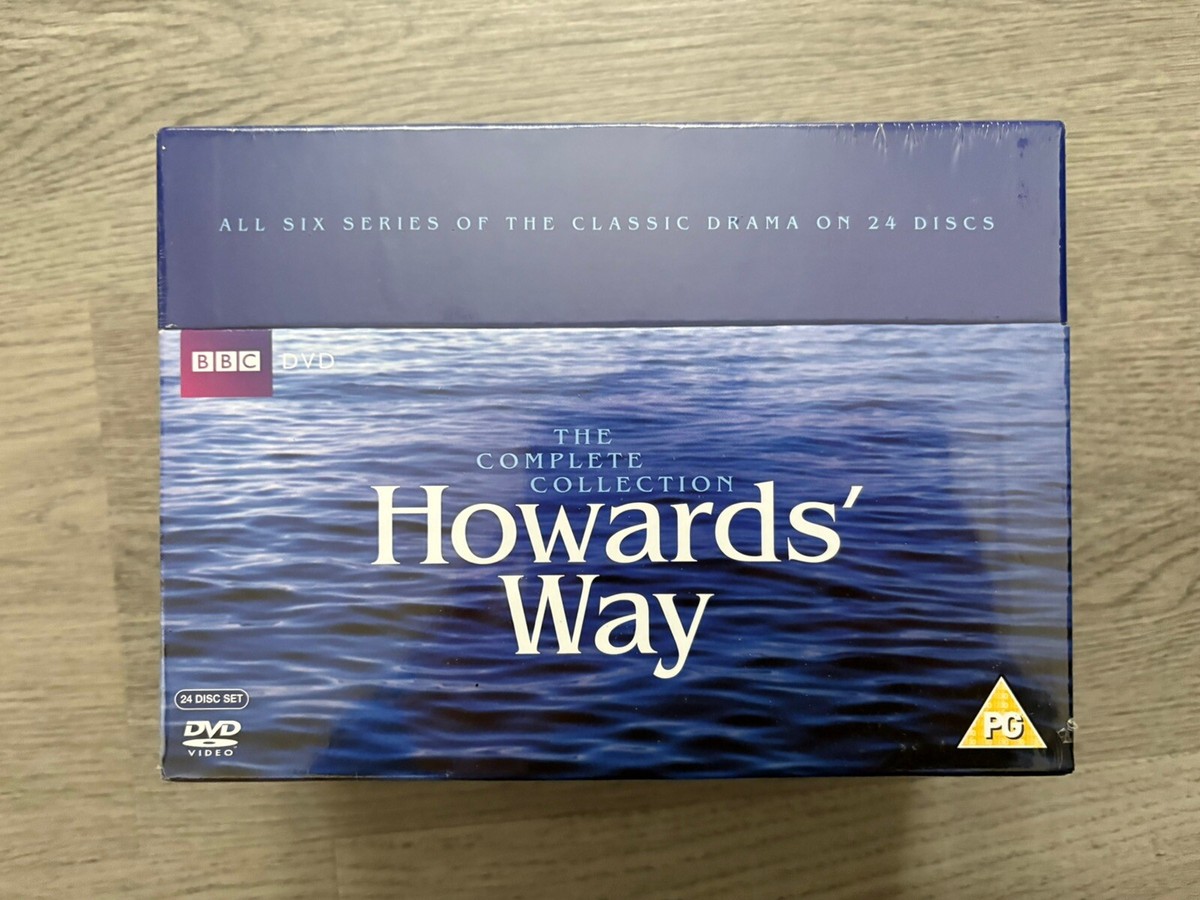 ALL SIX SERIES OF THE CLASSIC DRAMA ON 24 DISCS
BBC DVD
THE
COMPLETE
COLLECTION
Howards'
Way
24 DISC SET
DVD
VIDEO
PG